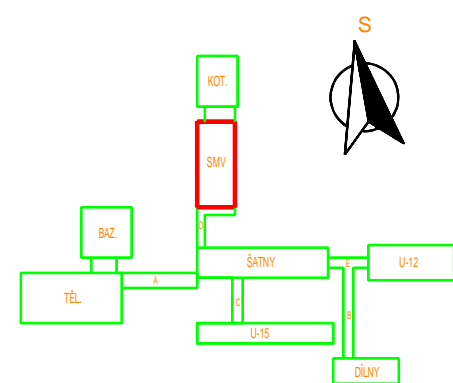 S
KOT.
SMV
BAZ.
D
ŠATNY
E
U-12
A
TĚL.
C
B
U-15
DÍLNY